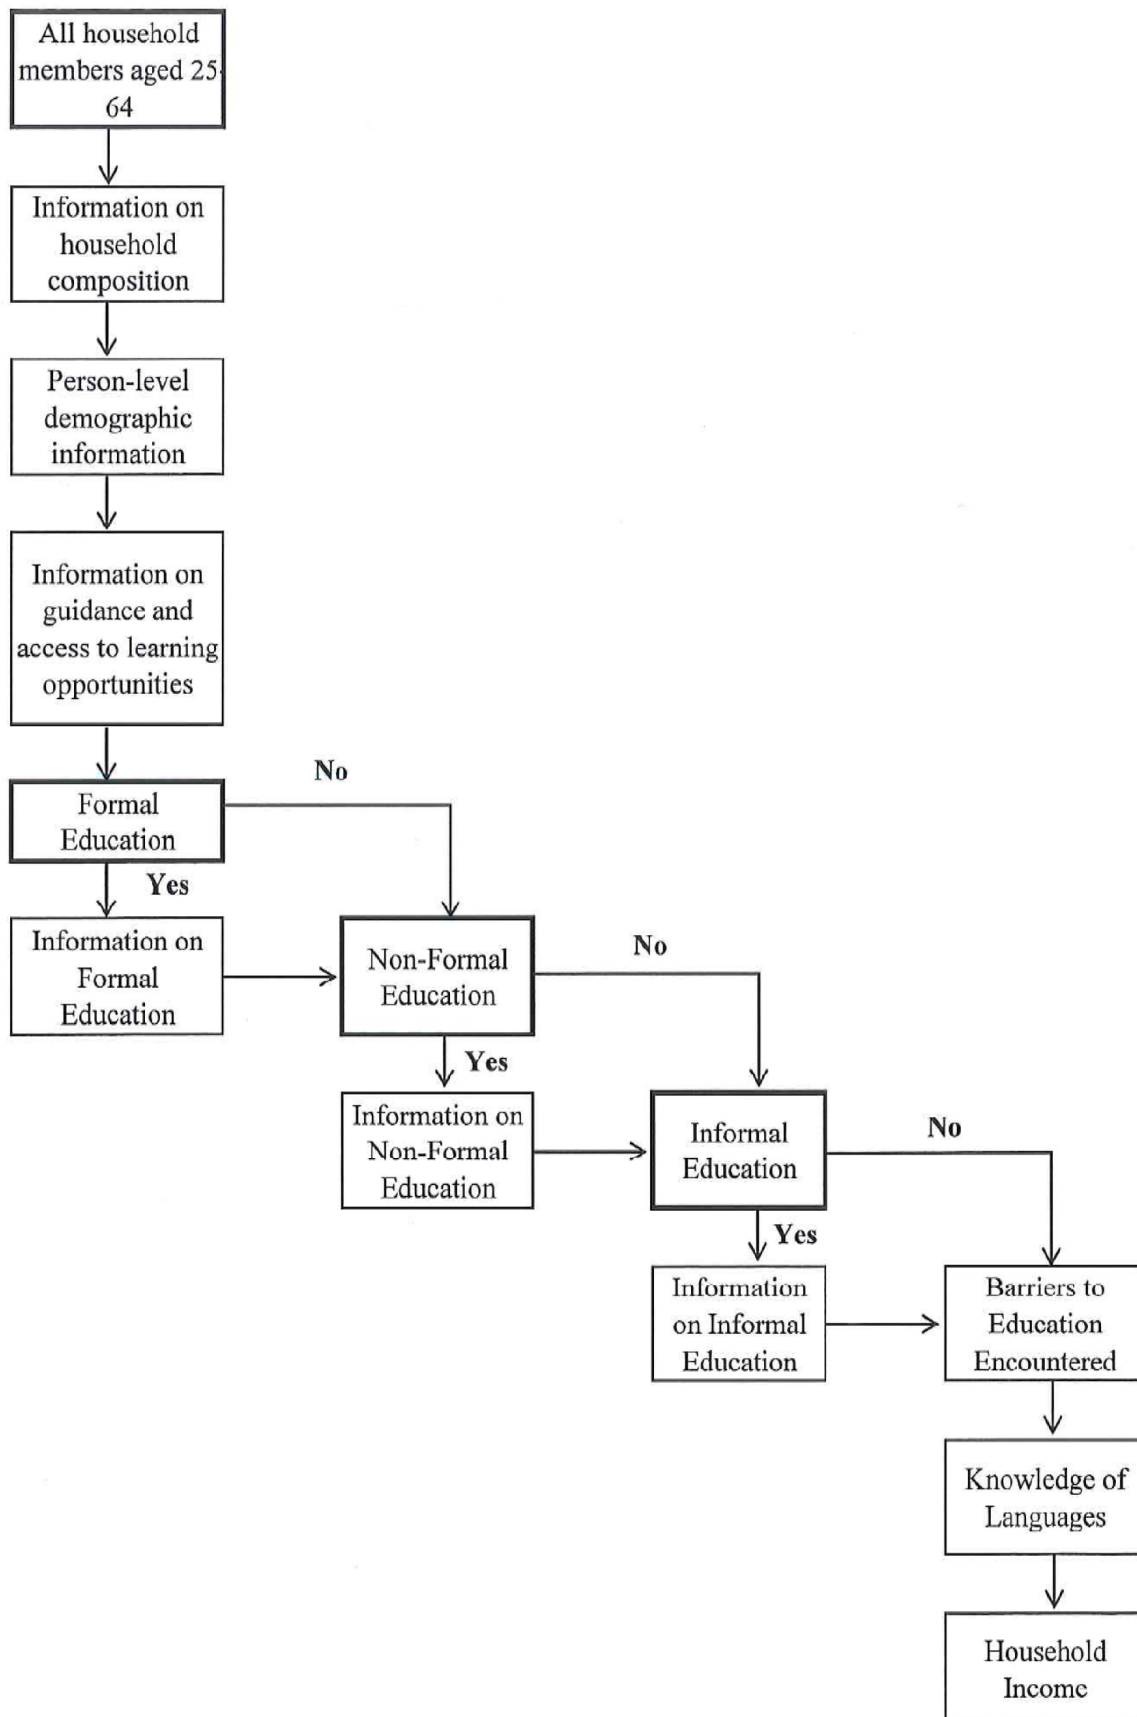 All household
members aged 25-
64
Information on
household
composition
Person-level
demographic
information
Information on
guidance and
access to learning
opportunities
No
Formal
Education
Yes
Information on
Formal
Education
Non-Formal
Education
No
Yes
Information on
Non-Formal
Education
Informal
Education
No
Yes
Information
on Informal
Education
Barriers to
Education
Encountered
Knowledge of
Languages
Household
Income